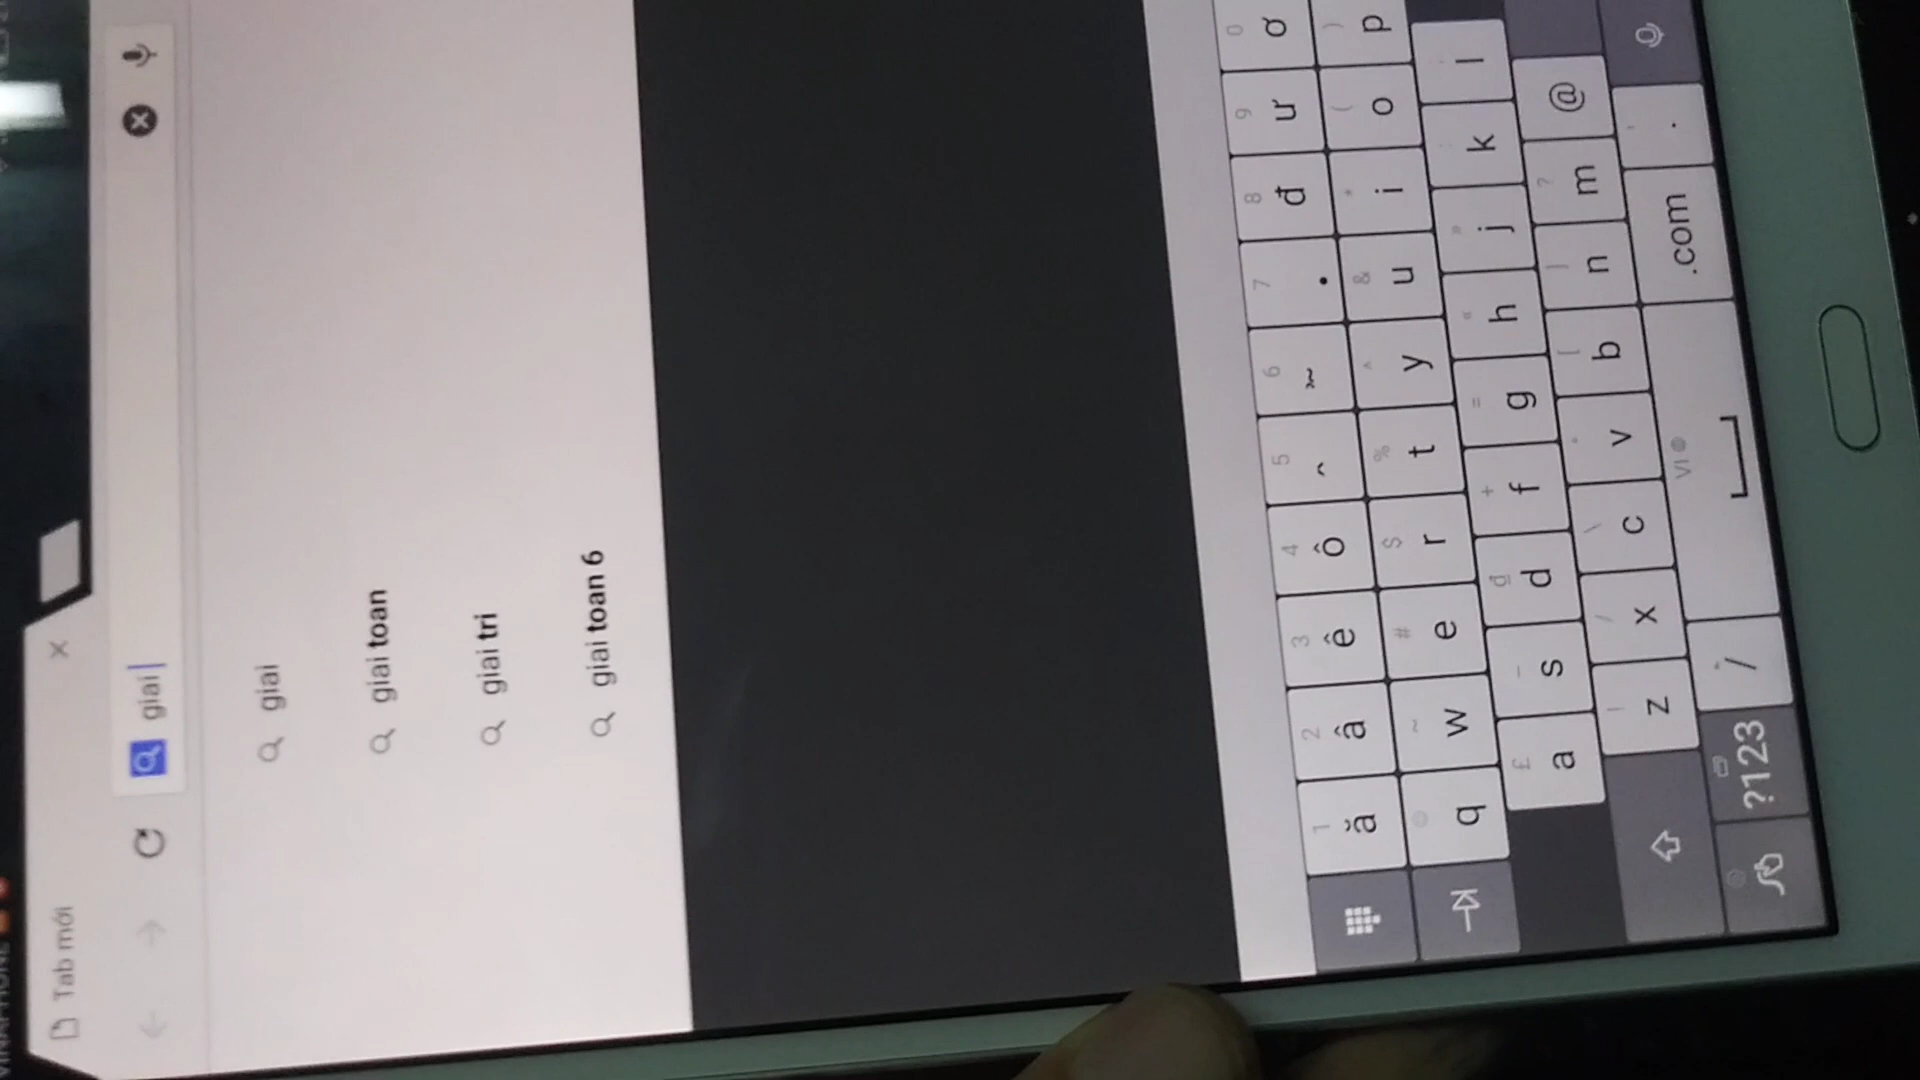 Tab mới
giai
giai
giai toan
giai tri
giai toan 6
1 2 3 4 5 6 7 8 9 0
ă â ê ô ^ ~ . đ ư ơ
# $ % ^ & * ( )
q w e r t y u i o p
£ đ + =
a s d f g h j k l
z x c v b n m @
?123 / VI .com .